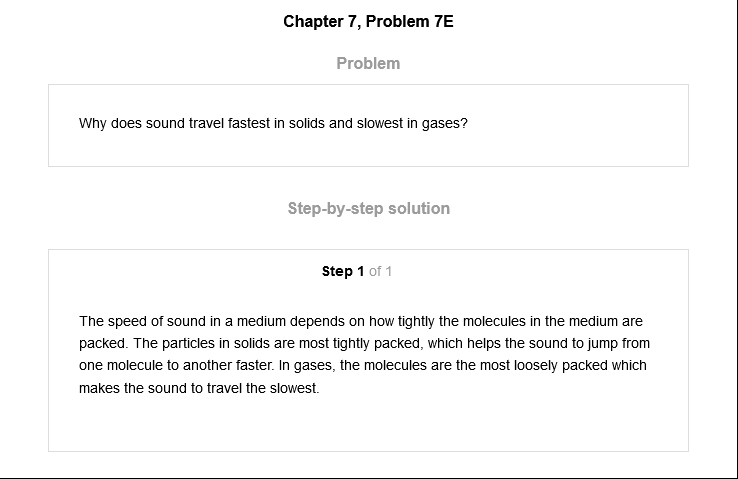 Chapter 7, Problem 7E
Problem
Why does sound travel fastest in solids and slowest in gases?
Step-by-step solution
Step 1 of 1
The speed of sound in a medium depends on how tightly the molecules in the medium are
packed. The particles in solids are most tightly packed, which helps the sound to jump from
one molecule to another faster. In gases, the molecules are the most loosely packed which
makes the sound to travel the slowest.